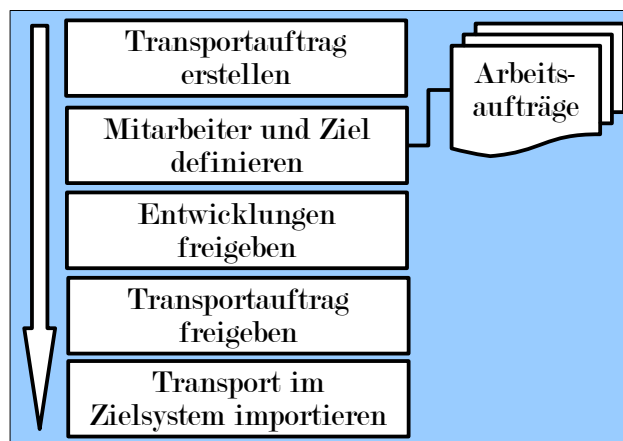 Transportauftrag
erstellen
Arbeits-
aufträge
Mitarbeiter und Ziel
definieren
Entwicklungen
freigeben
Transportauftrag
freigeben
Transport im
Zielsystem importieren